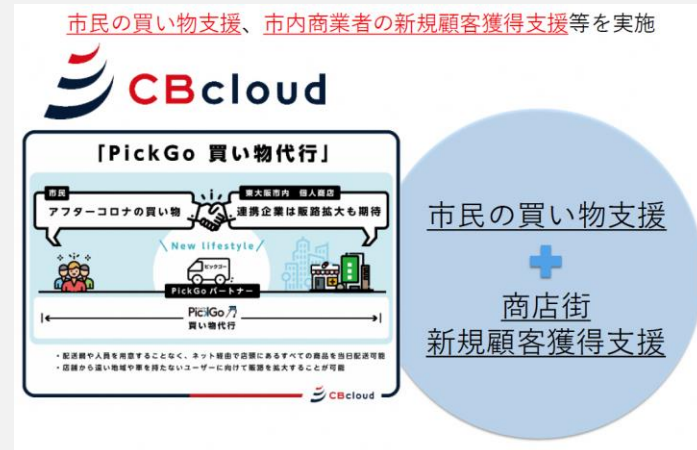 市民の買い物支援、市内商業者の新規顧客獲得支援等を実施
CBcloud
「PickGo 買い物代行」
市民
アフターコロナの買い物
東大阪市内 個人商店
連携企業は販路拡大も期待
New lifestyle
ピックゴー
PickGo パートナー
PickGo
買い物代行
・配送網や人員を用意することなく、ネット経由で店頭にあるすべての商品を当日配送可能
・店舗から遠い地域や車を持たないユーザーに向けて販路を拡大することが可能
CBcloud
市民の買い物支援
+
商店街
新規顧客獲得支援